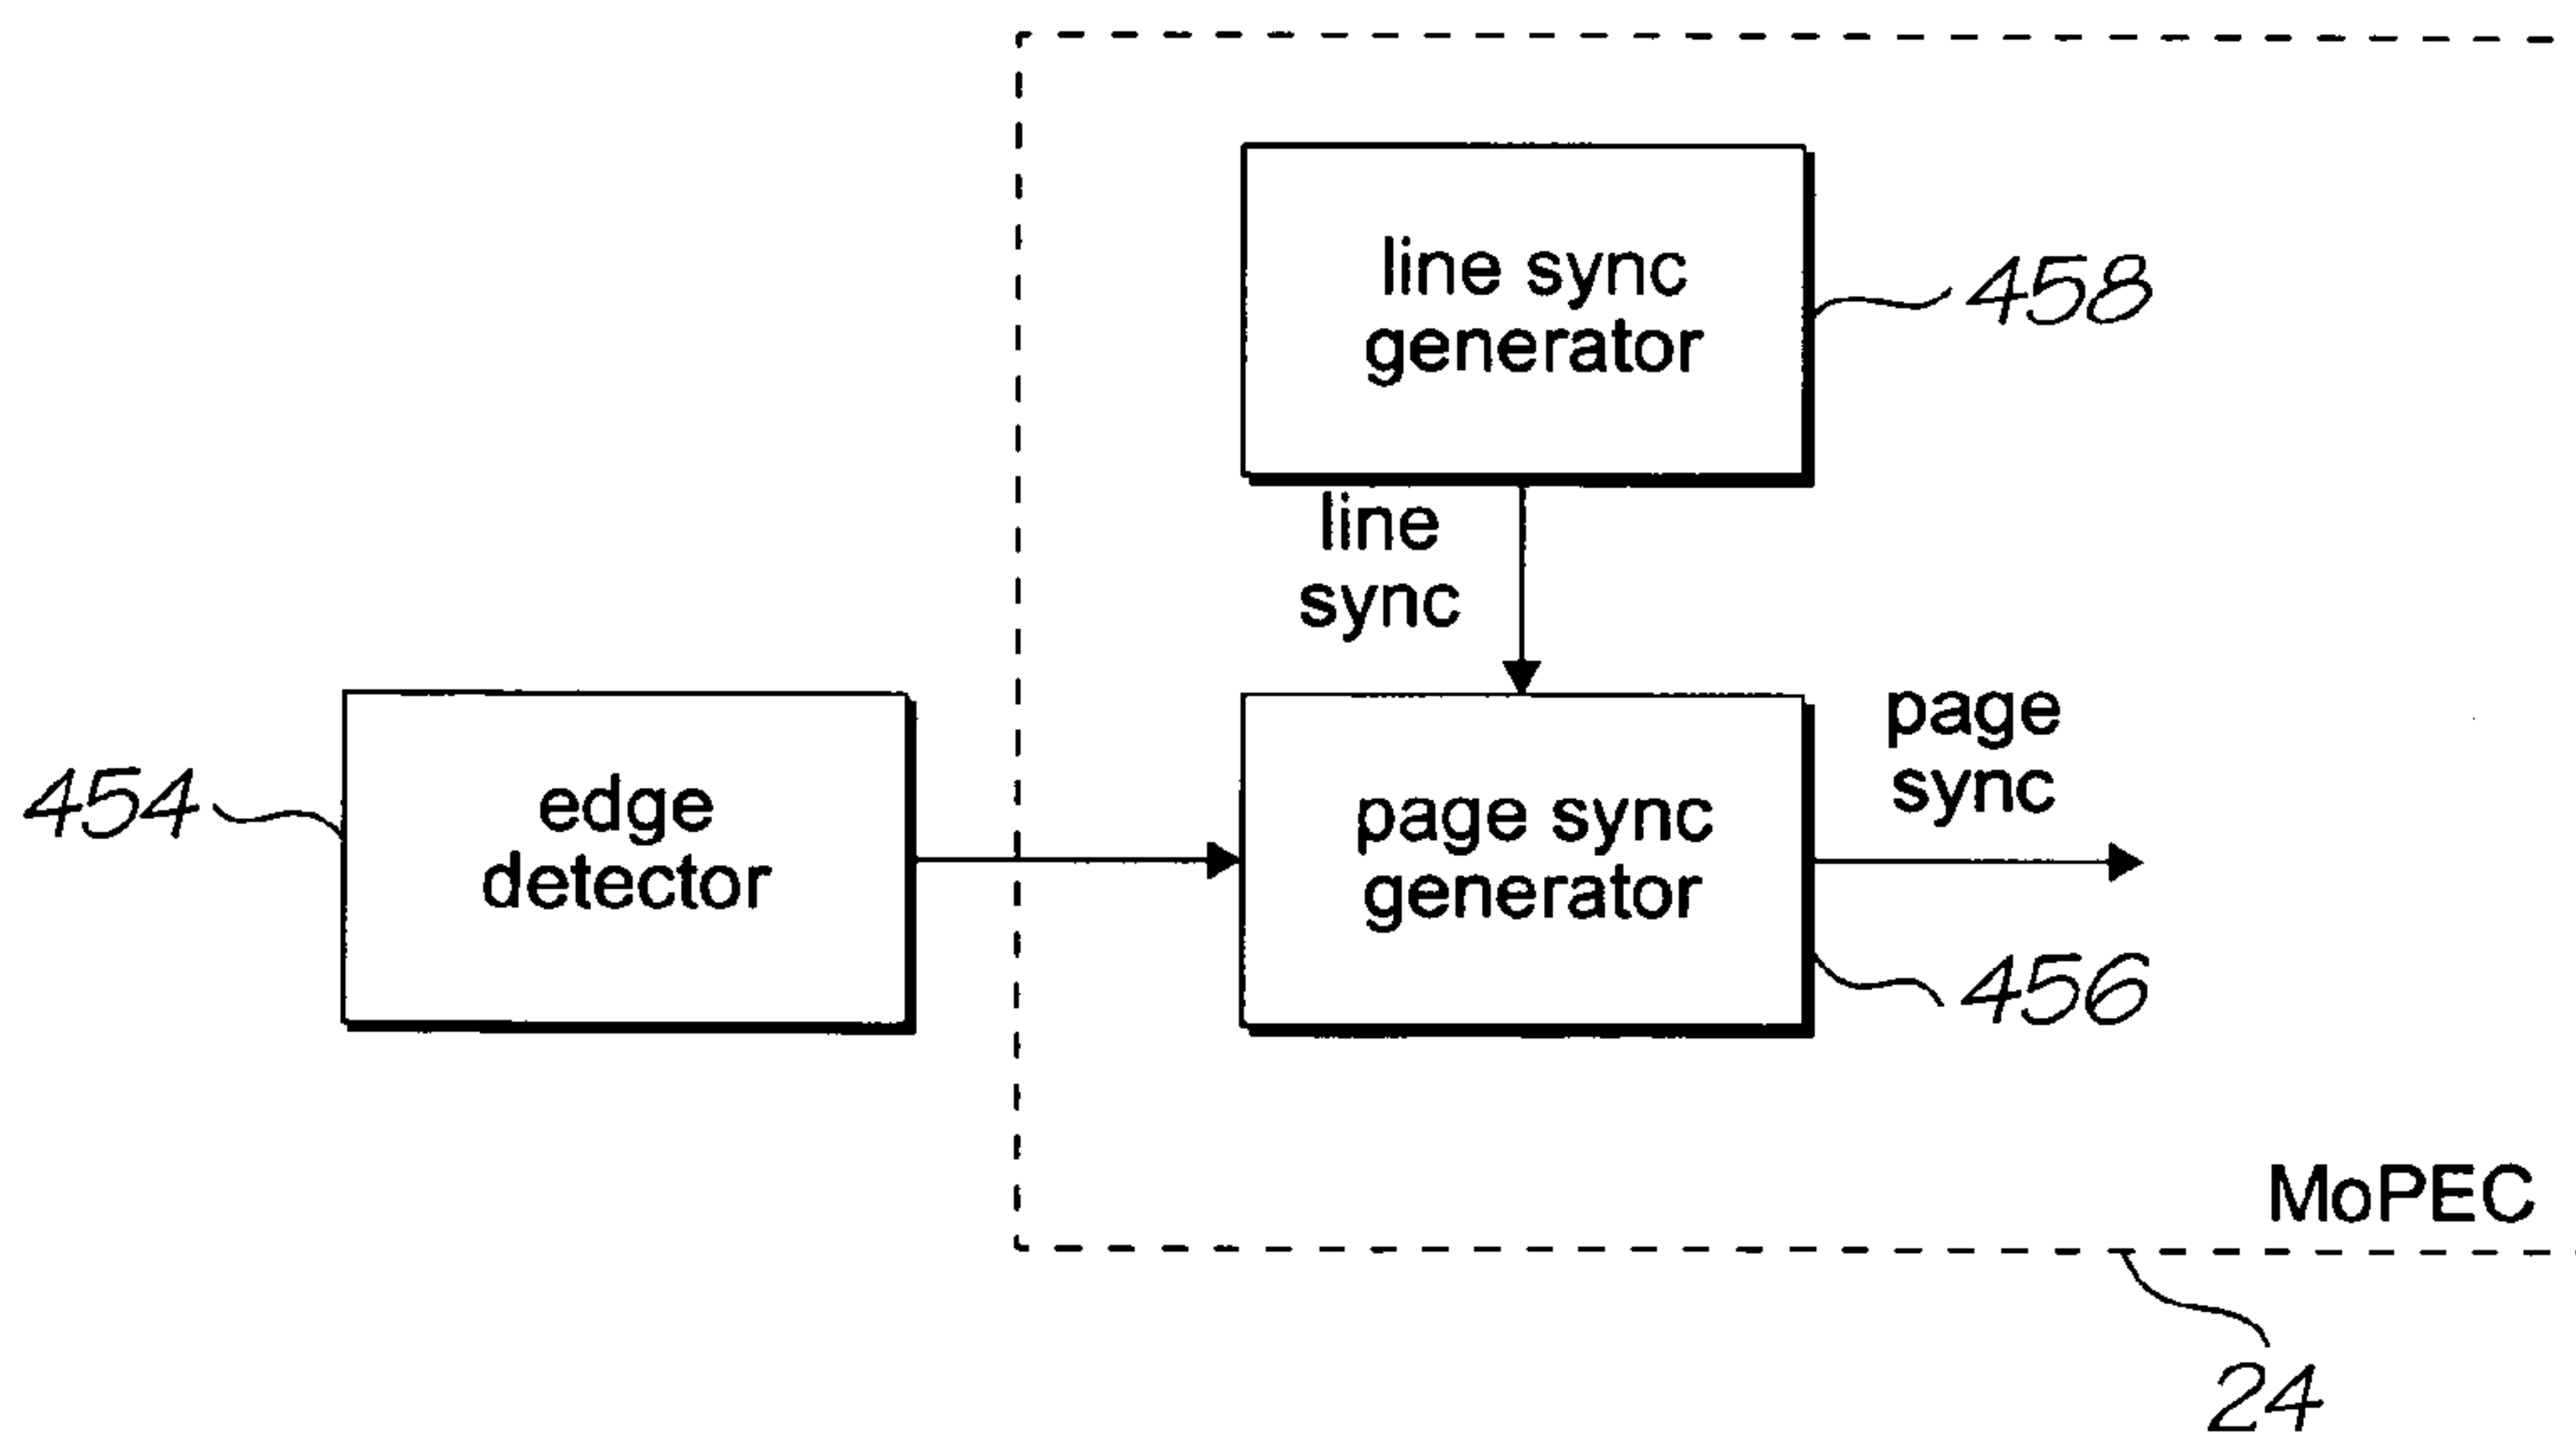 line sync
generator
458
line
sync
454
edge
detector
page sync
generator
page
sync
456
MoPEC
24